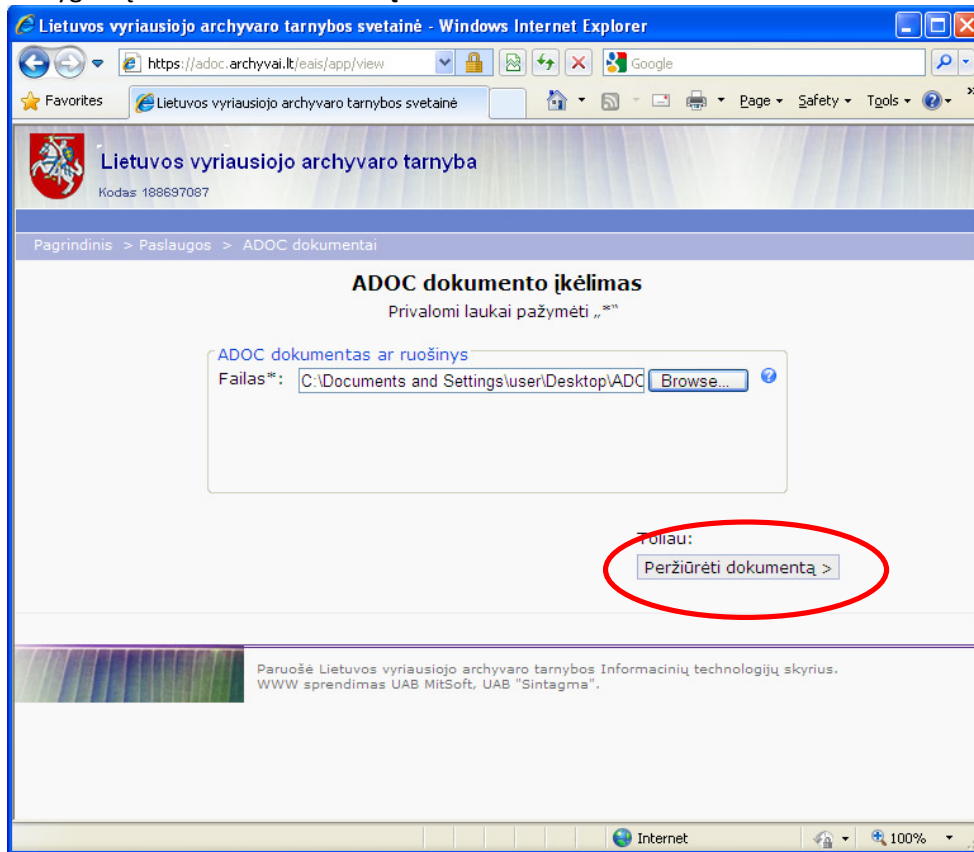 Lietuvos vyriausiojo archyvaro tarnybos svetainė - Windows Internet Explorer
https://adoc.archyvai.lt/eais/app/view
Google
Favorites
Lietuvos vyriausiojo archyvaro tarnybos svetainė
Page
Safety
Tools
Lietuvos vyriausiojo archyvaro tarnyba
Kodas 188697087
Pagrindinis > Paslaugos > ADOC dokumentai
ADOC dokumento įkėlimas
Privalomi laukai pažymėti „*“
ADOC dokumentas ar ruošinys
Failas*: C:\Documents and Settings\user\Desktop\ADC Browse...
Toliau:
Peržiūrėti dokumentą >
Paruošė Lietuvos vyriausiojo archyvaro tarnybos Informacinių technologijų skyrius.
WWW sprendimas UAB MitSoft, UAB "Sintagma".
Internet
100%